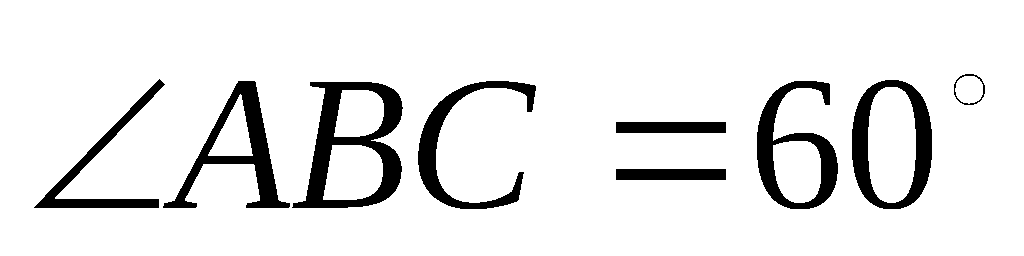 ∠ABC = 60°